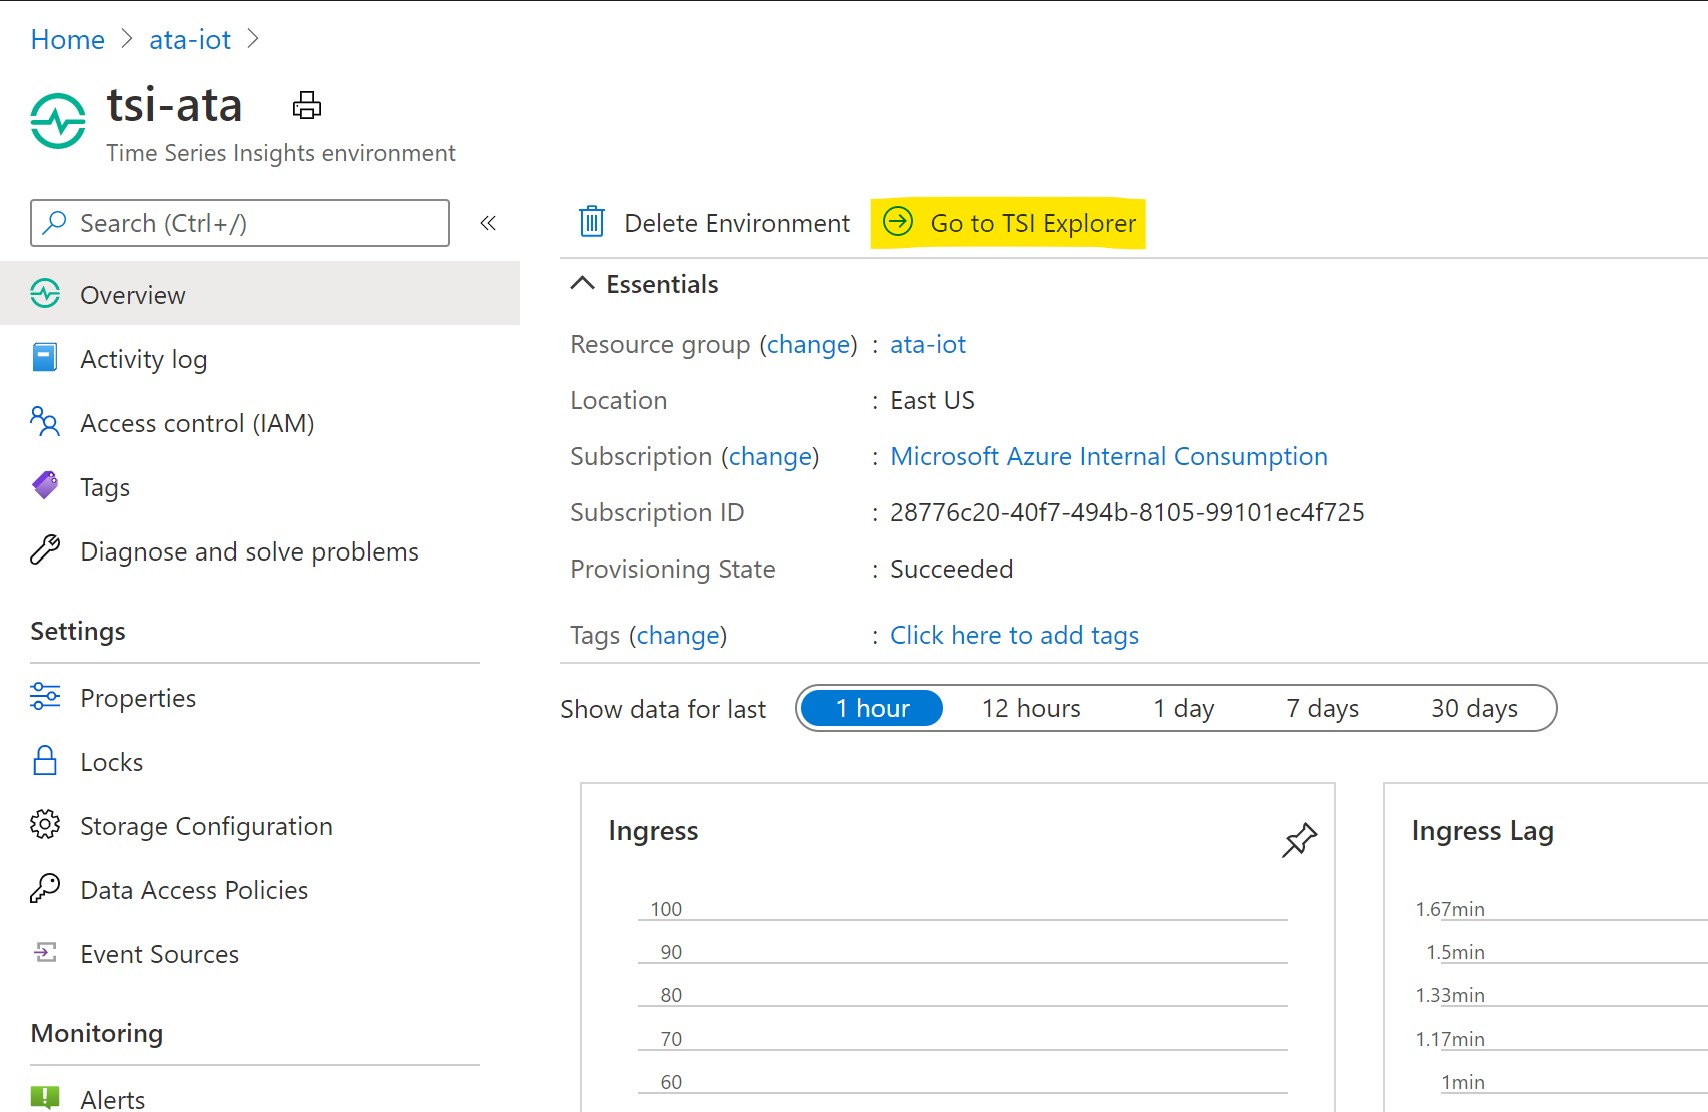 Home > ata-iot >
tsi-ata
Time Series Insights environment
Search (Ctrl+/)
«
Overview
Activity log
Access control (IAM)
Tags
Diagnose and solve problems
Settings
Properties
Locks
Storage Configuration
Data Access Policies
Event Sources
Monitoring
Alerts
Delete Environment Go to TSI Explorer
Essentials
Resource group (change) : ata-iot
Location : East US
Subscription (change) : Microsoft Azure Internal Consumption
Subscription ID : 28776c20-40f7-494b-8105-99101ec4f725
Provisioning State : Succeeded
Tags (change) : Click here to add tags
Show data for last 1 hour 12 hours 1 day 7 days 30 days
Ingress
100
90
80
70
60
Ingress Lag
1.67min
1.5min
1.33min
1.17min
1min